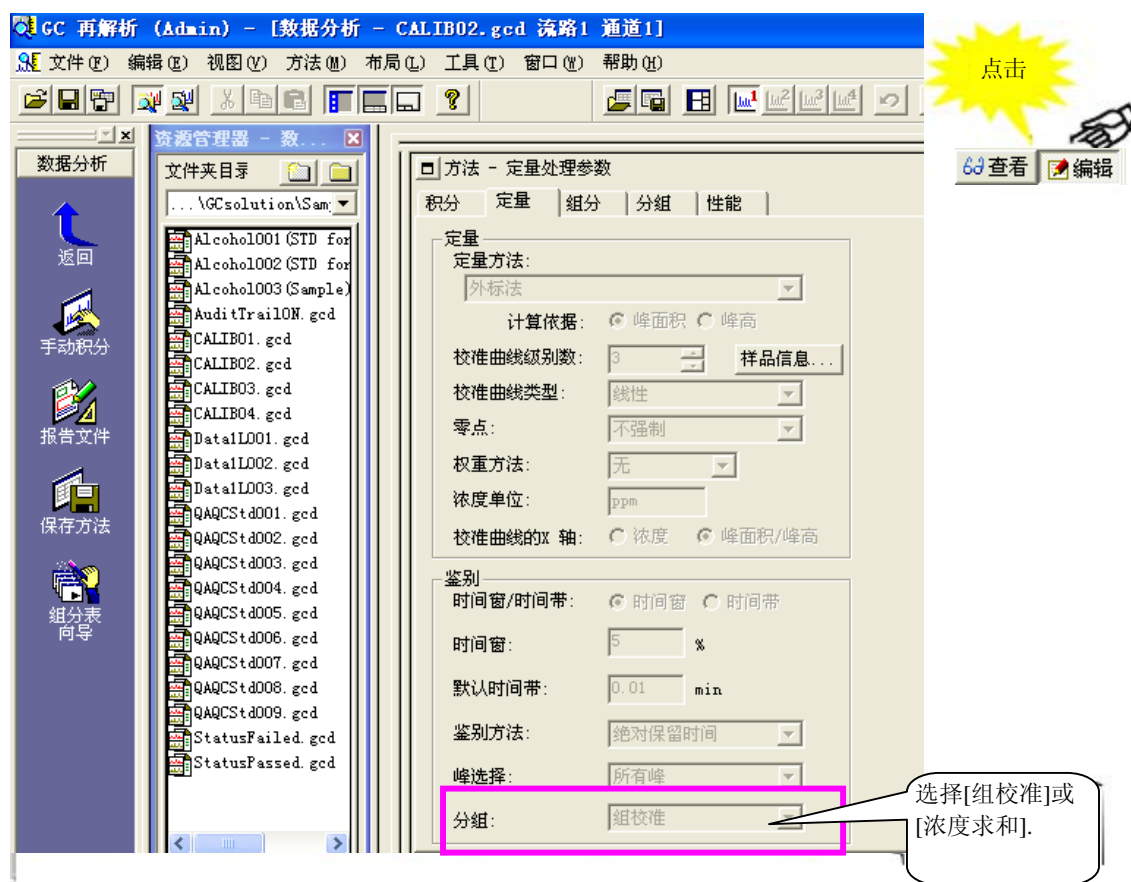 GC 再解析 (Admin) - [数据分析 - CALIB02.gcd 流路1 通道1]
文件(F) 编辑(E) 视图(V) 方法(M) 布局(L) 工具(T) 窗口(W) 帮助(H)
点击
查看 编辑
数据分析
返回
手动积分
报告文件
保存方法
组分表
向导
资源管理器 - 数...
文件夹目录
...\GCsolution\Sam
Alcohol001(STD for
Alcohol002(STD for
Alcohol003(Sample)
AuditTrailON.gcd
CALIB01.gcd
CALIB02.gcd
CALIB03.gcd
CALIB04.gcd
Data1L001.gcd
Data1L002.gcd
Data1L003.gcd
QAQCStd001.gcd
QAQCStd002.gcd
QAQCStd003.gcd
QAQCStd004.gcd
QAQCStd005.gcd
QAQCStd006.gcd
QAQCStd007.gcd
QAQCStd008.gcd
QAQCStd009.gcd
StatusFailed.gcd
StatusPassed.gcd
方法 - 定量处理参数
积分 定量 组分 分组 性能
定量
定量方法:
外标法
计算依据: 峰面积 峰高
校准曲线级别数: 3 样品信息...
校准曲线类型: 线性
零点: 不强制
权重方法: 无
浓度单位: ppm
校准曲线的X 轴: 浓度 峰面积/峰高
鉴别
时间窗/时间带: 时间窗 时间带
时间窗: 5 %
默认时间带: 0.01 min
鉴别方法: 绝对保留时间
峰选择: 所有峰
分组: 组校准
选择[组校准]或
[浓度求和].